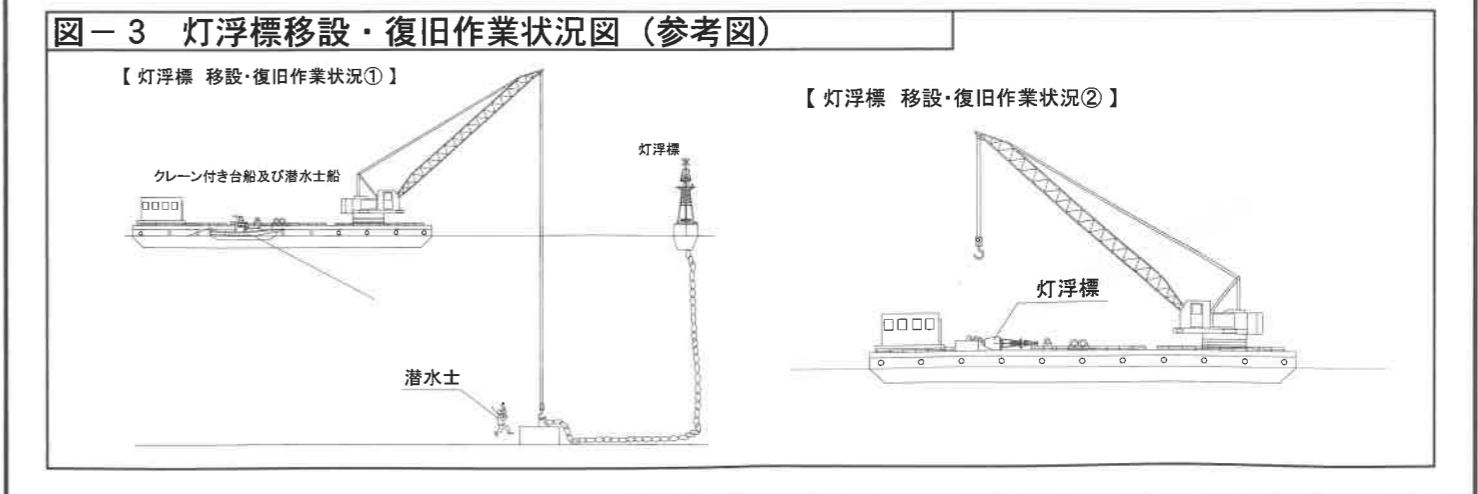 図－３　灯浮標移設・復旧作業状況図（参考図）
【 灯浮標 移設･復旧作業状況① 】
クレーン付き台船及び潜水士船
灯浮標
潜水士
【 灯浮標 移設･復旧作業状況② 】
灯浮標